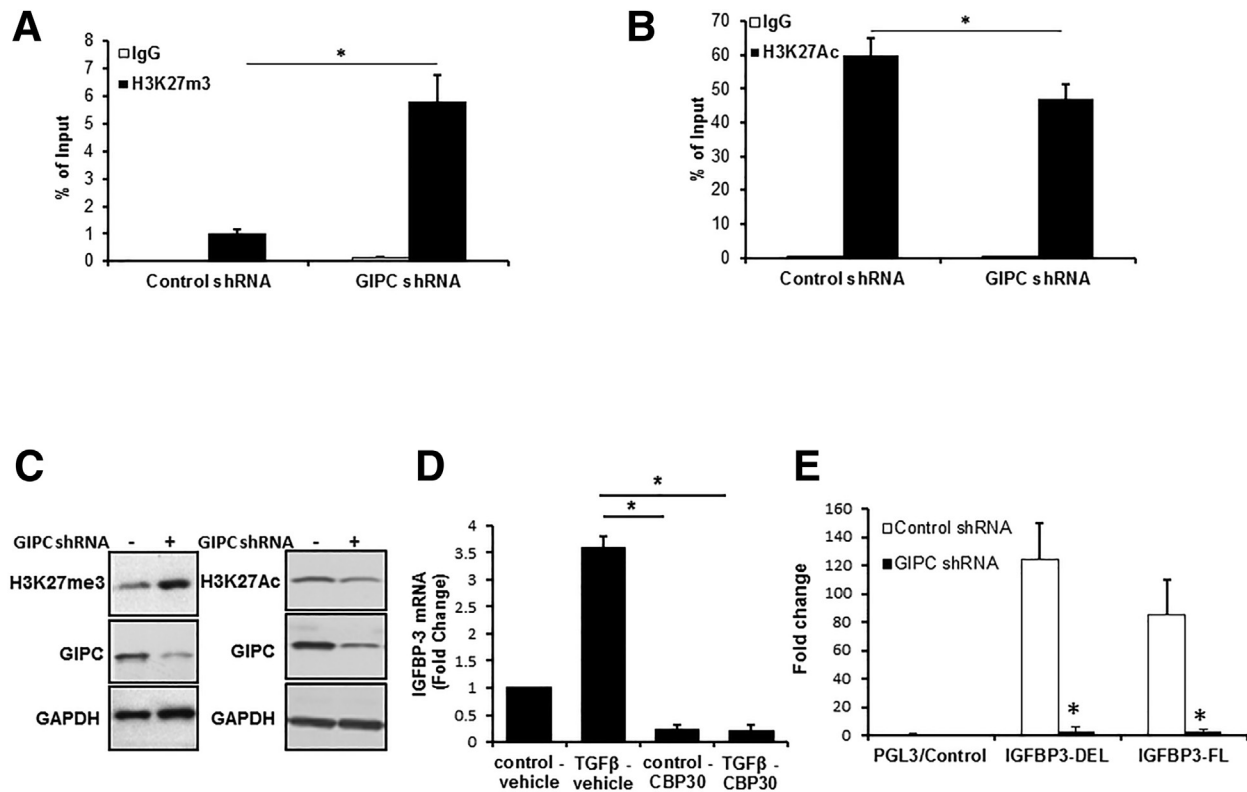 A
8
7
6
5
4
3
2
1
0
% of Input
IgG
H3K27m3
*
Control shRNA
GIPC shRNA
B
70
60
50
40
30
20
10
0
% of Input
IgG
H3K27Ac
*
Control shRNA
GIPC shRNA
C
GIPC shRNA - +
H3K27me3
GIPC
GAPDH
GIPC shRNA - +
H3K27Ac
GIPC
GAPDH
D
*
*
4
3.5
3
2.5
2
1.5
1
0.5
0
IGFBP-3 mRNA
(Fold Change)
control - vehicle
TGFβ - vehicle
control - CBP30
TGFβ - CBP30
E
160
140
120
100
80
60
40
20
0
Fold change
Control shRNA
GIPC shRNA
*
*
PGL3/Control
IGFBP3-DEL
IGFBP3-FL